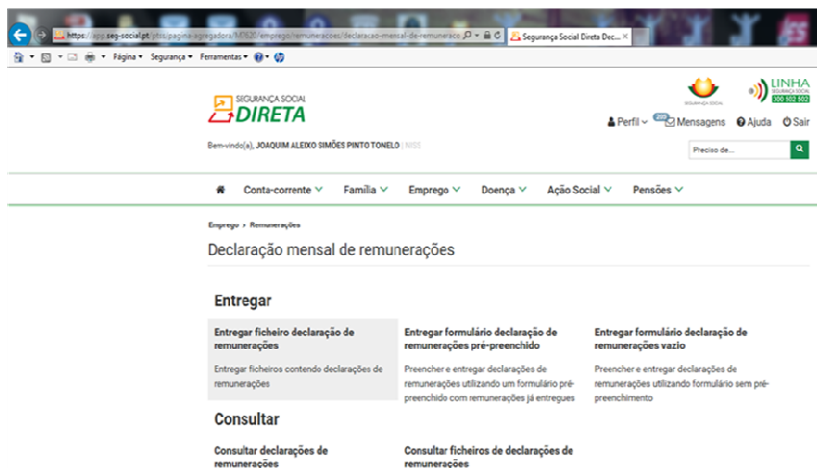 https://app.seg-social.pt/ptss/pagina-agregadora/M1620/emprego/remuneracoes/declaracao-mensal-de-remunerace
Segurança Social Direta Dec...
Página Segurança Ferramentas
SEGURANÇA SOCIAL
DIRETA
SEGURANÇA SOCIAL
LINHA
SEGURANÇA SOCIAL
300 502 502
Perfil Mensagens Ajuda Sair
Bem-vindo(a), JOAQUIM ALEIXO SIMÕES PINTO TONELO | NISS
Preciso de...
Conta-corrente Família Emprego Doença Ação Social Pensões
Emprego > Remunerações
Declaração mensal de remunerações
Entregar
Entregar ficheiro declaração de
remunerações
Entregar ficheiros contendo declarações de
remunerações
Entregar formulário declaração de
remunerações pré-preenchido
Preencher e entregar declarações de
remunerações utilizando um formulário pré-
preenchido com remunerações já entregues
Entregar formulário declaração de
remunerações vazio
Preencher e entregar declarações de
remunerações utilizando formulário sem pré-
preenchimento
Consultar
Consultar declarações de
remunerações
Consultar ficheiros de declarações de
remunerações